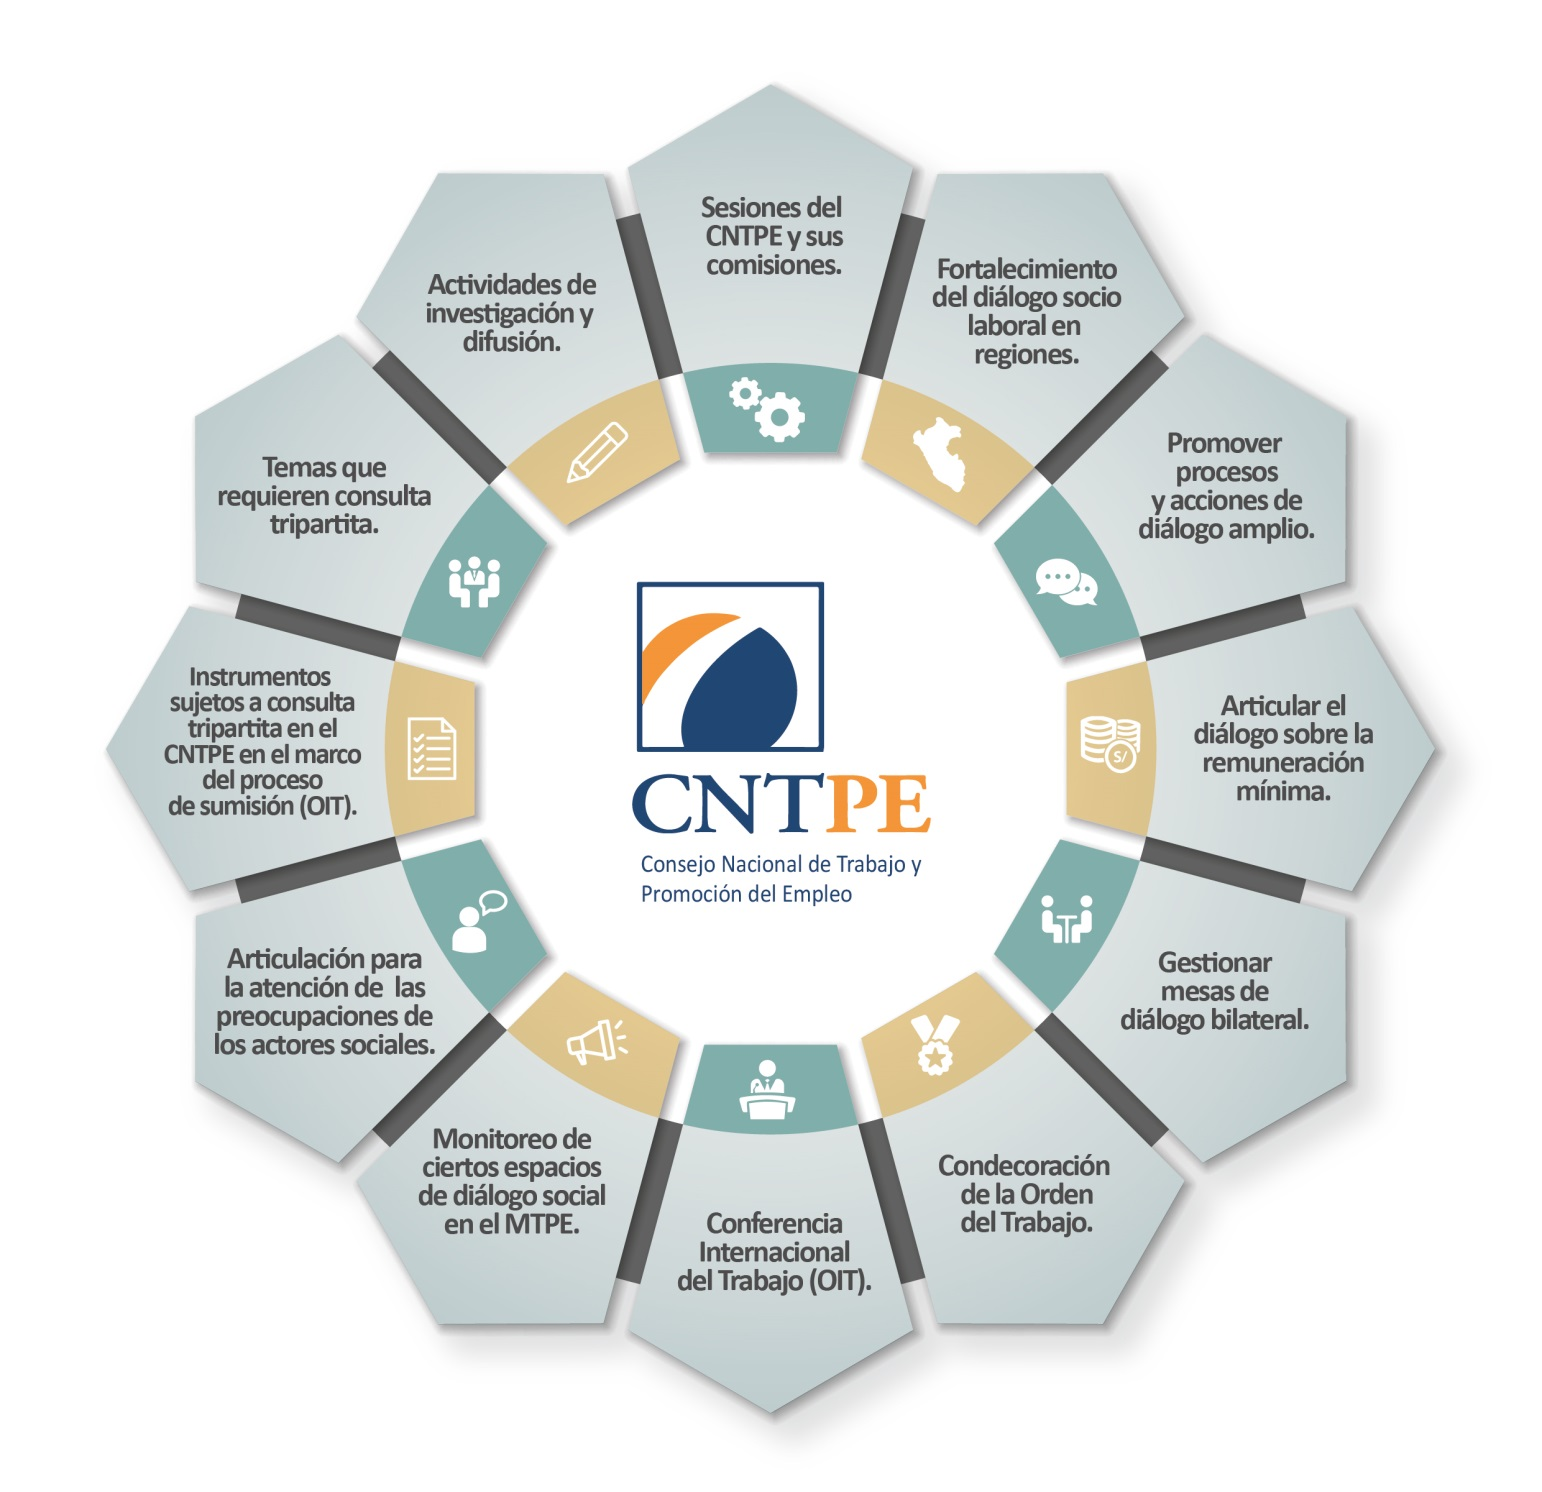 Sesiones del
CNTPE y sus
comisiones.
Fortalecimiento
del diálogo socio
laboral en
regiones.
Promover
procesos
y acciones de
diálogo amplio.
Articular el
diálogo sobre la
remuneración
mínima.
S/
Gestionar
mesas de
diálogo bilateral.
Condecoración
de la Orden
del Trabajo.
Conferencia
Internacional
del Trabajo (OIT).
Monitoreo de
ciertos espacios
de diálogo social
en el MTPE.
Articulación para
la atención de las
preocupaciones de
los actores sociales.
Instrumentos
sujetos a consulta
tripartita en el
CNTPE en el marco
del proceso
de sumisión (OIT).
Temas que
requieren consulta
tripartita.
Actividades de
investigación y
difusión.
CNTPE
Consejo Nacional de Trabajo y
Promoción del Empleo